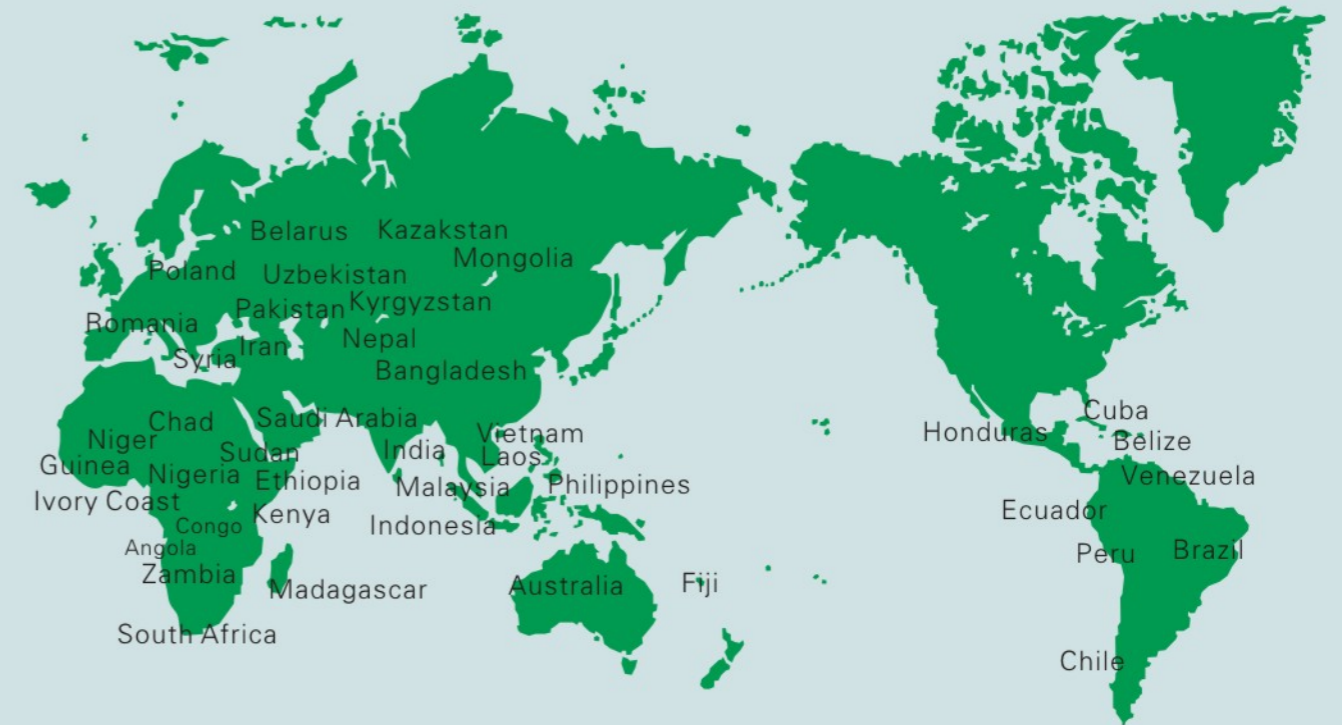 Belarus
Kazakstan
Mongolia
Poland
Uzbekistan
Pakistan
Kyrgyzstan
Romania
Nepal
Iran
Syria
Bangladesh
Cuba
Saudi Arabia
Chad
Vietnam
Honduras
Niger
Belize
Sudan
India
Laos
Guinea
Nigeria
Venezuela
Ethiopia
Malaysia
Philippines
Ivory Coast
Ecuador
Kenya
Congo
Indonesia
Angola
Peru
Brazil
Zambia
Fiji
Madagascar
Australia
South Africa
Chile